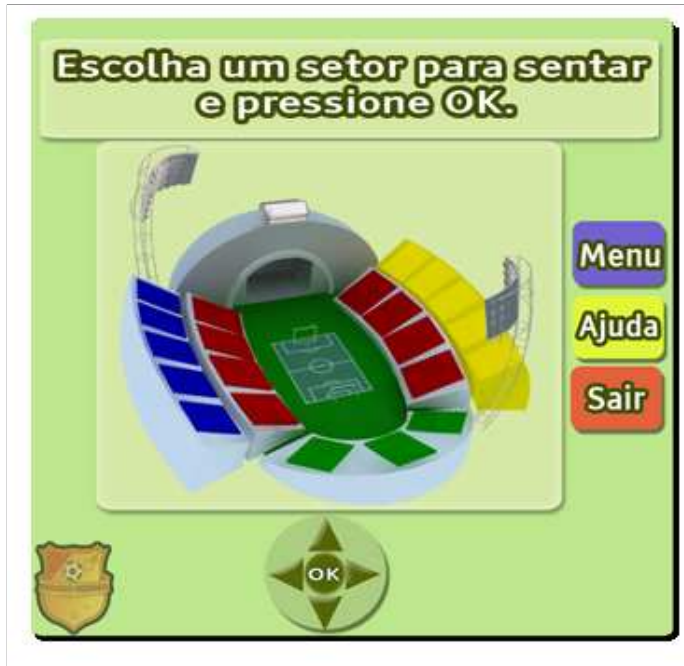 Escolha um setor para sentar
e pressione OK.
Menu
Ajuda
Sair
OK